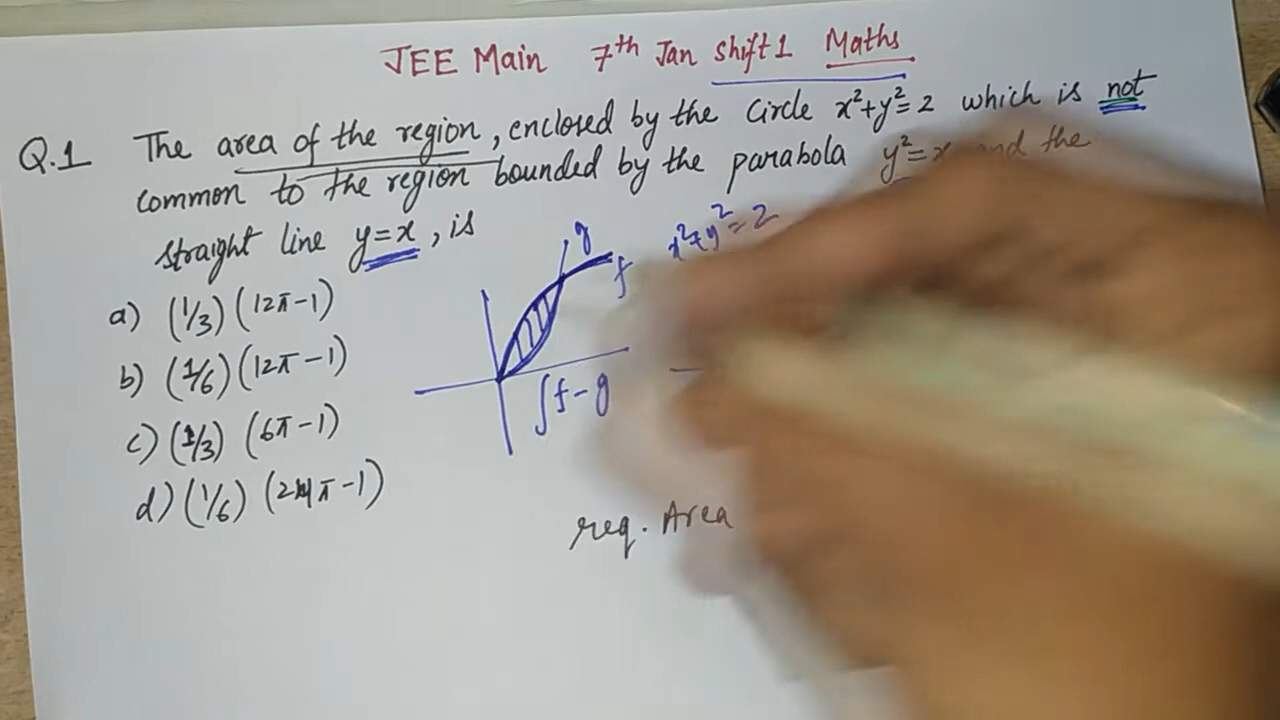 JEE Main 7th Jan shift 1 Maths
Q.1 The area of the region, enclosed by the Circle x²+y²=2 which is not
common to the region bounded by the parabola y²=x and the
straight line y=x, is
a) (1/3) (12π-1)
b) (1/6) (12π-1)
c) (1/3) (6π-1)
d) (1/6) (24π-1)
g
f
x²+y²=2
∫f-g
req. Area